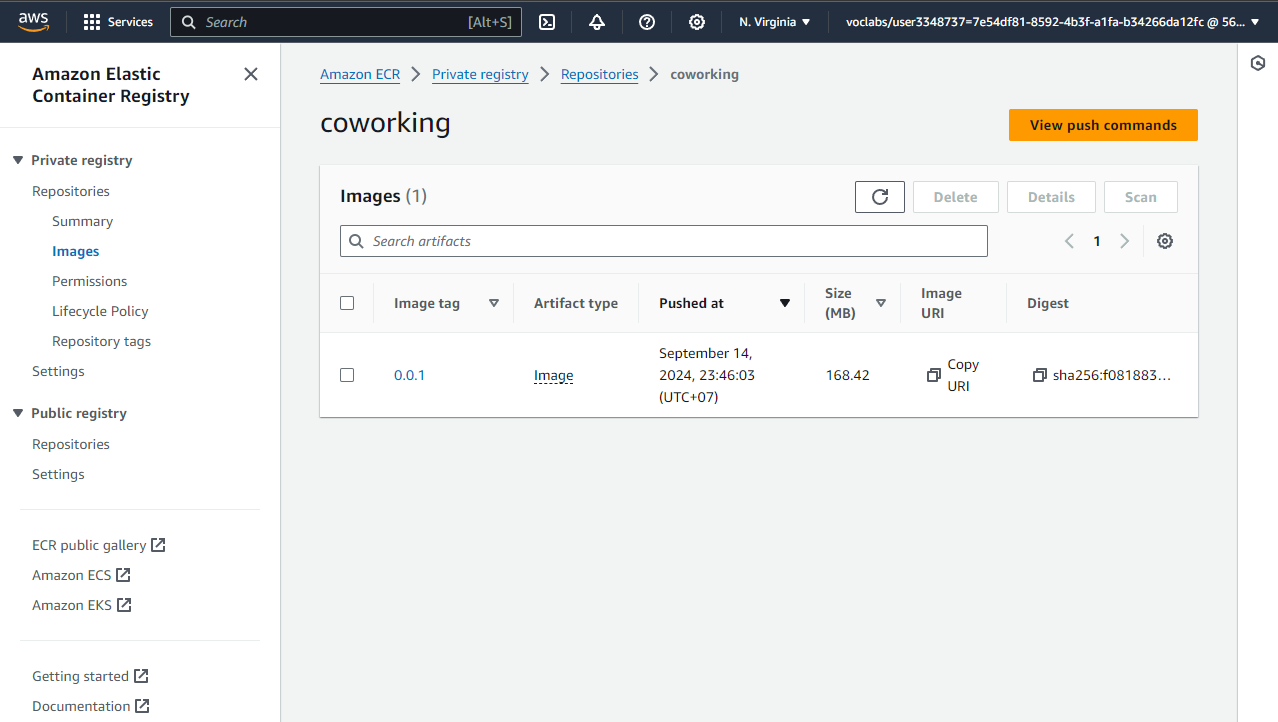 aws
Services
Search [Alt+S]
N. Virginia
voclabs/user3348737=7e54df81-8592-4b3f-a1fa-b34266da12fc @ 56...
Amazon Elastic
Container Registry
Private registry
Repositories
Summary
Images
Permissions
Lifecycle Policy
Repository tags
Settings
Public registry
Repositories
Settings
ECR public gallery
Amazon ECS
Amazon EKS
Getting started
Documentation
Amazon ECR Private registry Repositories coworking
coworking
View push commands
Images (1)
Delete
Details
Scan
Search artifacts
1
Image tag
Artifact type
Pushed at
Size
(MB)
Image
URI
Digest
0.0.1
Image
September 14,
2024, 23:46:03
(UTC+07)
168.42
Copy
URI
sha256:f081883...